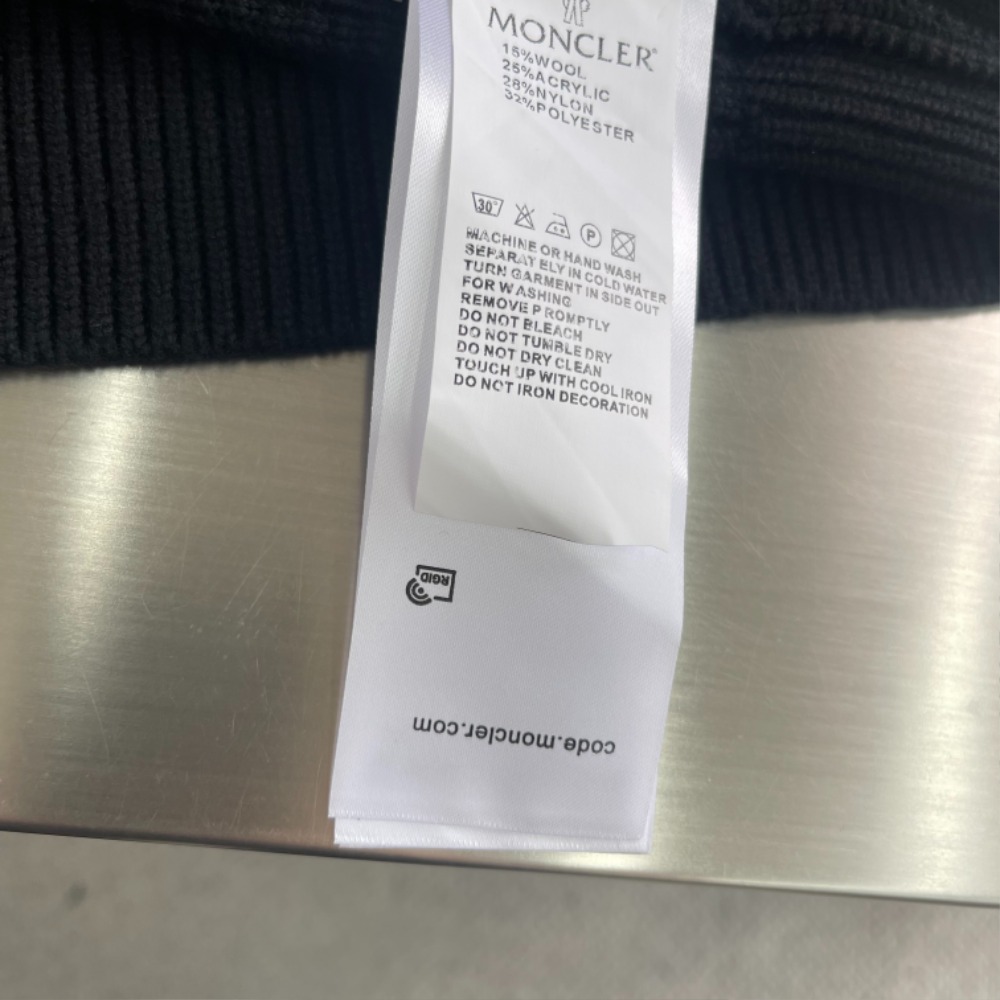 MONCLER®
15%WOOL
25%ACRYLIC
28%NYLON
32%POLYESTER
30° P
MACHINE OR HAND WASH
SEPARAT ELY IN COLD WATER
TURN GARMENT IN SIDE OUT
FOR WASHING
REMOVE P ROMPTLY
DO NOT BLEACH
DO NOT TUMBLE DRY
DO NOT DRY CLEAN
TOUCH UP WITH COOL IRON
DO NOT IRON DECORATION
RGID
code.moncler.com